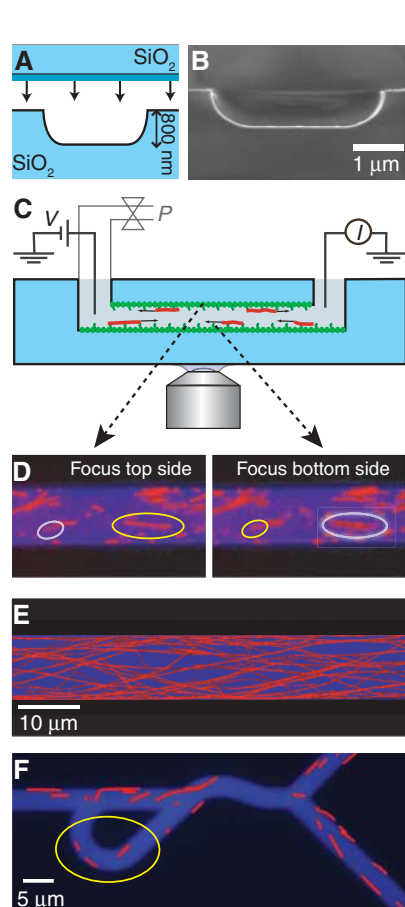 A
SiO2
800 nm
SiO2
B
1 μm
C
V
P
I
D
Focus top side
Focus bottom side
E
10 μm
F
5 μm